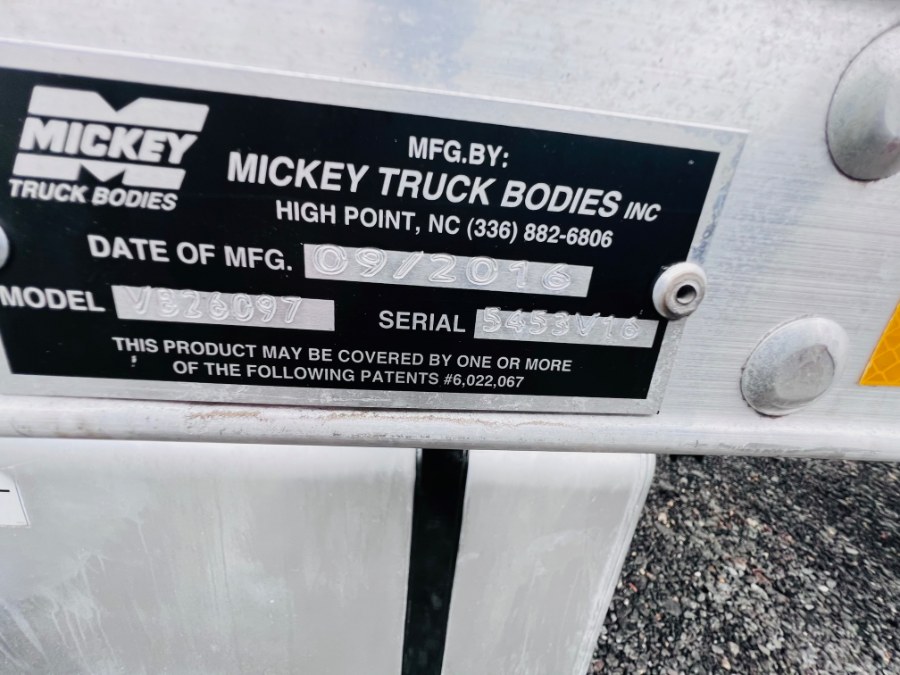 MICKEY
TRUCK BODIES
MFG.BY:
MICKEY TRUCK BODIES INC
HIGH POINT, NC (336) 882-6806
DATE OF MFG. 09/2016
MODEL V326097
SERIAL 5453V16
THIS PRODUCT MAY BE COVERED BY ONE OR MORE
OF THE FOLLOWING PATENTS #6,022,067